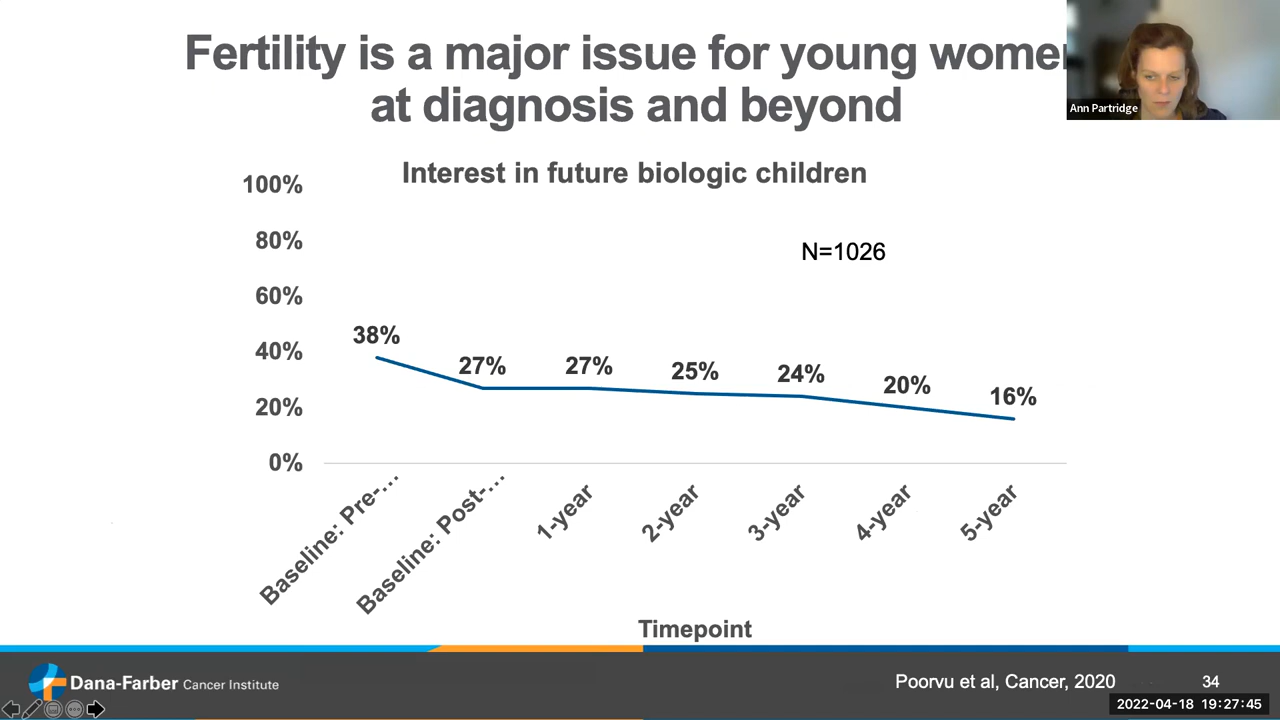 Fertility is a major issue for young women
at diagnosis and beyond
Ann Partridge
Interest in future biologic children
100%
80%
60%
40%
20%
0%
N=1026
38%
27%
27%
25%
24%
20%
16%
Baseline: Pre-...
Baseline: Post-...
1-year
2-year
3-year
4-year
5-year
Timepoint
Dana-Farber Cancer Institute
Poorvu et al, Cancer, 2020
34
2022-04-18 19:27:45